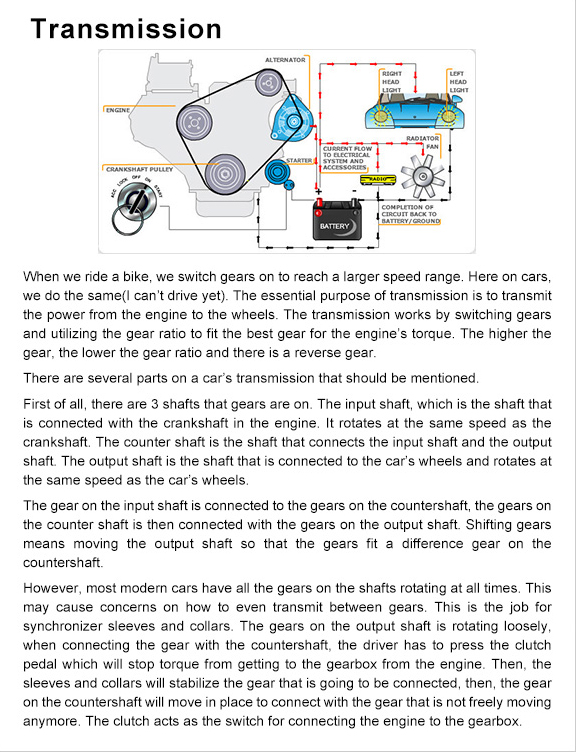 Transmission
ALTERNATOR
RIGHT
HEAD
LIGHT
LEFT
HEAD
LIGHT
ENGINE
RADIATOR
FAN
CURRENT FLOW
TO ELECTRICAL
SYSTEM AND
ACCESSORIES
STARTER
CRANKSHAFT PULLEY
RADIO
ACC LOCK OFF ON START
+ -
BATTERY
COMPLETION OF
CIRCUIT BACK TO
BATTERY/GROUND
When we ride a bike, we switch gears on to reach a larger speed range. Here on cars,
we do the same(I can't drive yet). The essential purpose of transmission is to transmit
the power from the engine to the wheels. The transmission works by switching gears
and utilizing the gear ratio to fit the best gear for the engine's torque. The higher the
gear, the lower the gear ratio and there is a reverse gear.
There are several parts on a car's transmission that should be mentioned.
First of all, there are 3 shafts that gears are on. The input shaft, which is the shaft that
is connected with the crankshaft in the engine. It rotates at the same speed as the
crankshaft. The counter shaft is the shaft that connects the input shaft and the output
shaft. The output shaft is the shaft that is connected to the car's wheels and rotates at
the same speed as the car's wheels.
The gear on the input shaft is connected to the gears on the countershaft, the gears on
the counter shaft is then connected with the gears on the output shaft. Shifting gears
means moving the output shaft so that the gears fit a difference gear on the
countershaft.
However, most modern cars have all the gears on the shafts rotating at all times. This
may cause concerns on how to even transmit between gears. This is the job for
synchronizer sleeves and collars. The gears on the output shaft is rotating loosely,
when connecting the gear with the countershaft, the driver has to press the clutch
pedal which will stop torque from getting to the gearbox from the engine. Then, the
sleeves and collars will stabilize the gear that is going to be connected, then, the gear
on the countershaft will move in place to connect with the gear that is not freely moving
anymore. The clutch acts as the switch for connecting the engine to the gearbox.